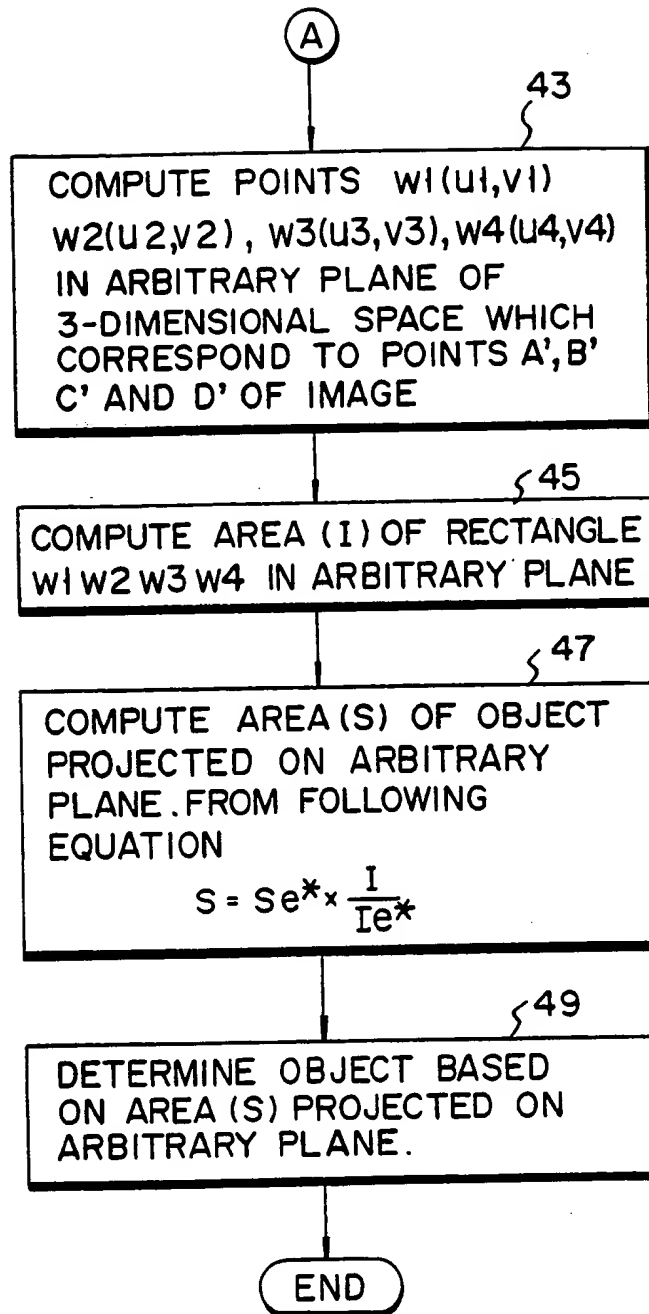 A
43
COMPUTE POINTS W1(U1,V1)
W2(U2,V2), W3(U3,V3), W4(U4,V4)
IN ARBITRARY PLANE OF
3-DIMENSIONAL SPACE WHICH
CORRESPOND TO POINTS A', B'
C' AND D' OF IMAGE
45
COMPUTE AREA (I) OF RECTANGLE
W1 W2 W3 W4 IN ARBITRARY PLANE
47
COMPUTE AREA (S) OF OBJECT
PROJECTED ON ARBITRARY
PLANE. FROM FOLLOWING
EQUATION
S = Se* × I / Ie*
49
DETERMINE OBJECT BASED
ON AREA (S) PROJECTED ON
ARBITRARY PLANE.
END